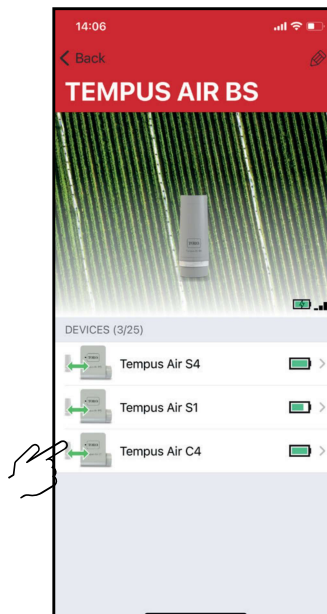 14:06
Back
TEMPUS AIR BS
DEVICES (3/25)
Tempus Air S4
Tempus Air S1
Tempus Air C4